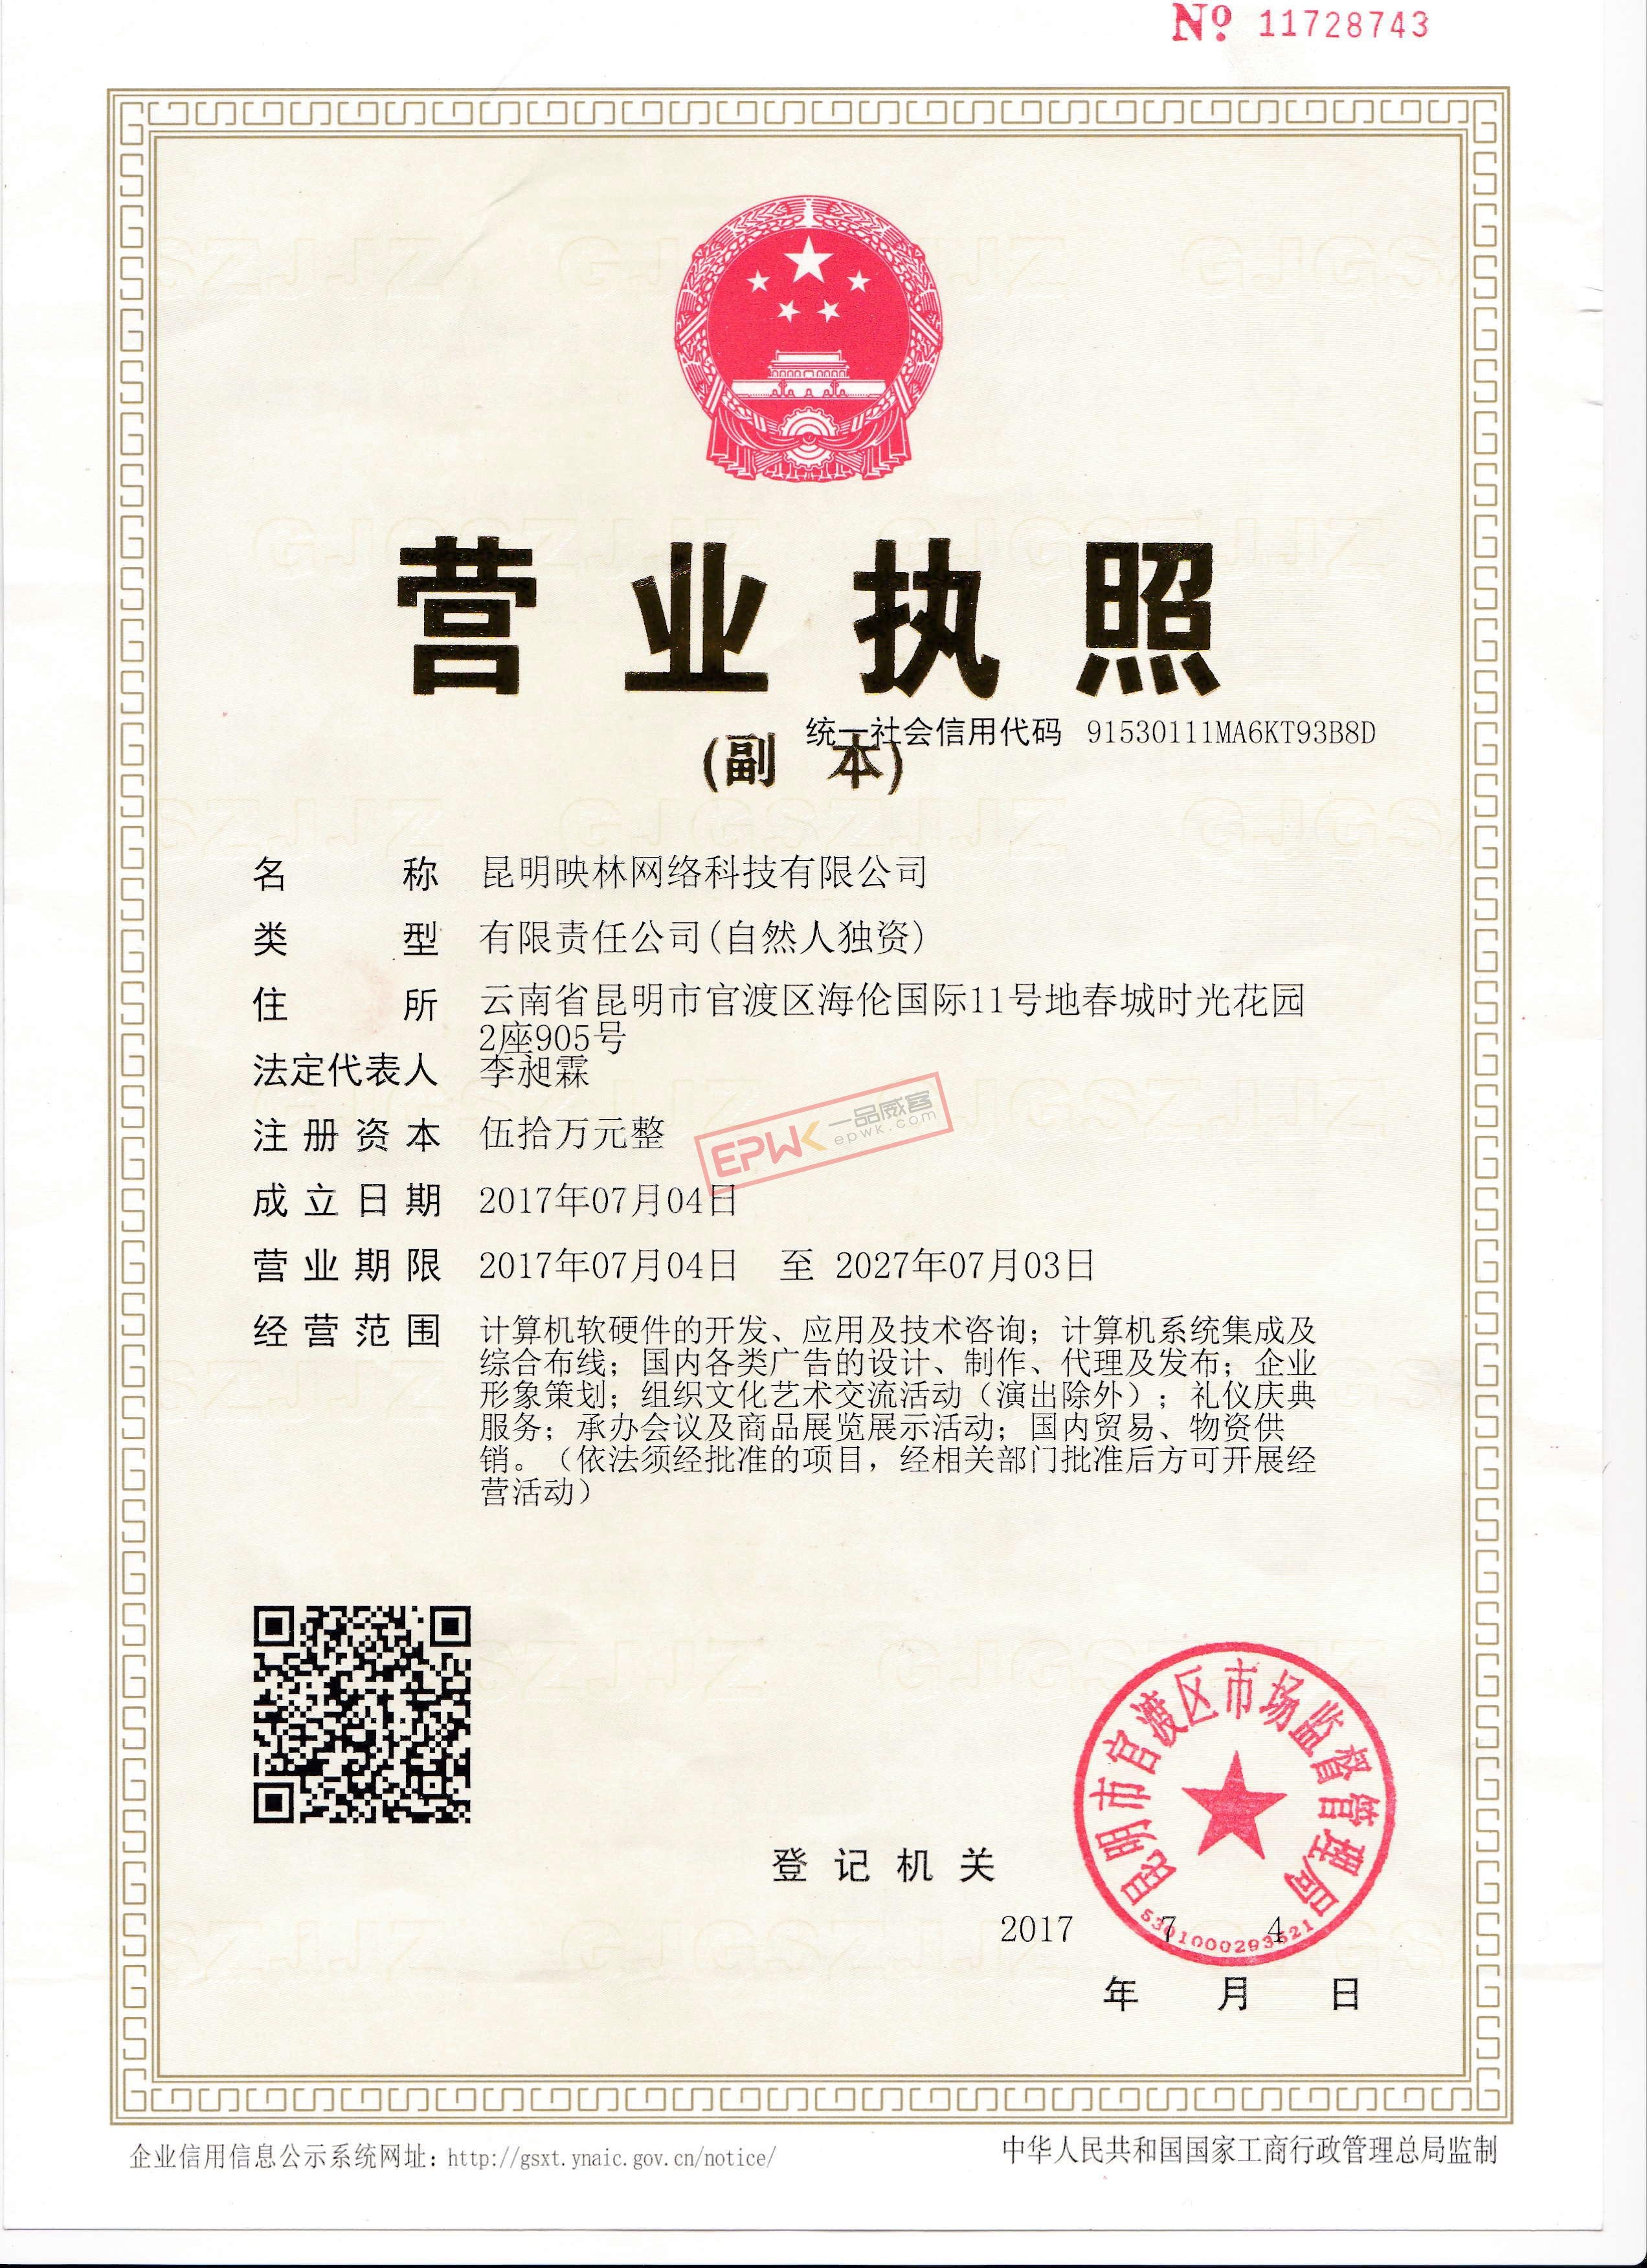 No 11728743
营业执照
统一社会信用代码 91530111MA6KT93B8D
(副 本)
名 称 昆明映林网络科技有限公司
类 型 有限责任公司(自然人独资)
住 所 云南省昆明市官渡区海伦国际11号地春城时光花园
2座905号
法定代表人 李昶霖
注册资本 伍拾万元整
EPWK 一品威客
epwk.com
成立日期 2017年07月04日
营业期限 2017年07月04日 至 2027年07月03日
经营范围 计算机软硬件的开发、应用及技术咨询；计算机系统集成及
综合布线；国内各类广告的设计、制作、代理及发布；企业
形象策划；组织文化艺术交流活动（演出除外）；礼仪庆典
服务；承办会议及商品展览展示活动；国内贸易、物资供
销。（依法须经批准的项目，经相关部门批准后方可开展经
营活动）
昆明市官渡区市场监督管理局
登记机关
2017 7 4
年 月 日
企业信用信息公示系统网址：http://gsxt.ynaic.gov.cn/notice/
中华人民共和国国家工商行政管理总局监制